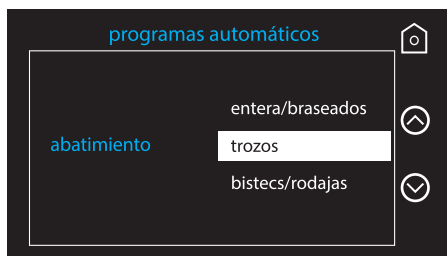 programas automáticos
entera/braseados
abatimiento
trozos
bistecs/rodajas